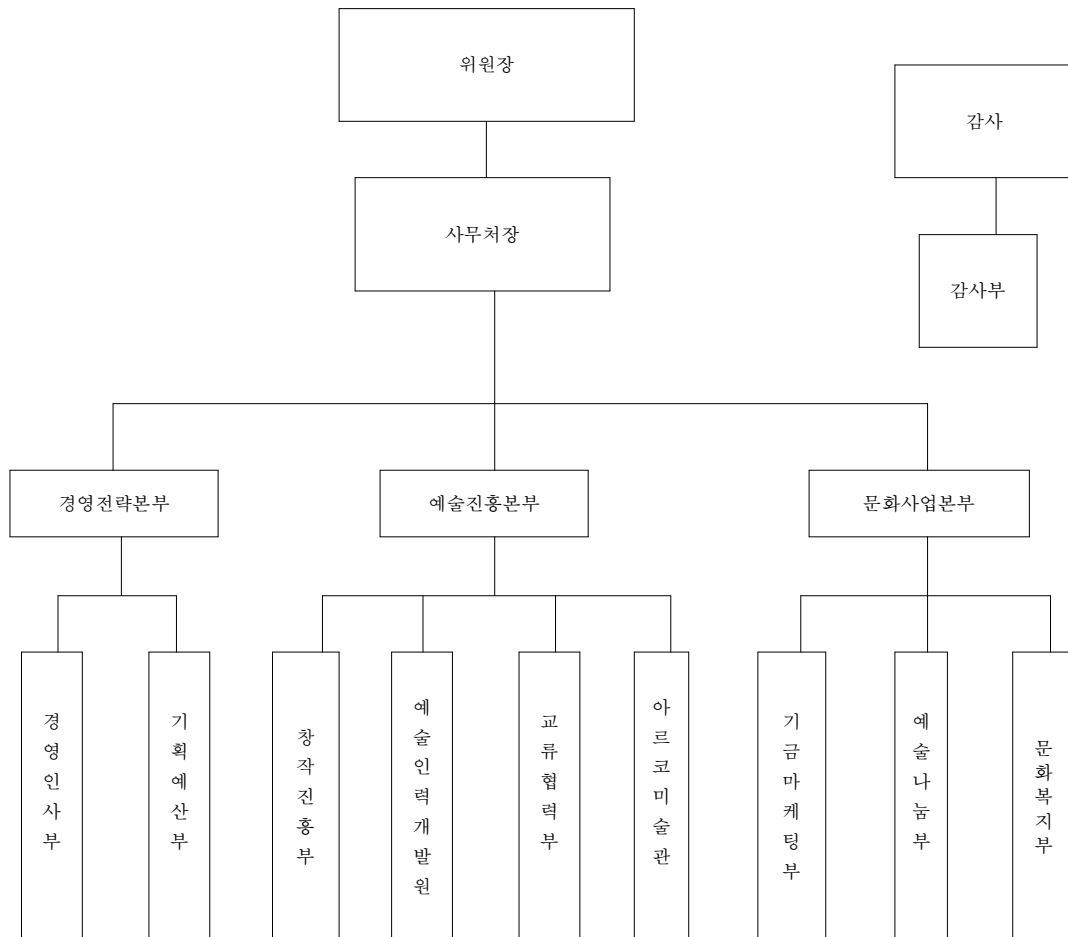 위원장
감사
사무처장
감사부
경영전략본부
예술진흥본부
문화사업본부
경영인사부
기획예산부
창작진흥부
예술인력개발원
교류협력부
아르코미술관
기금마케팅부
예술나눔부
문화복지부